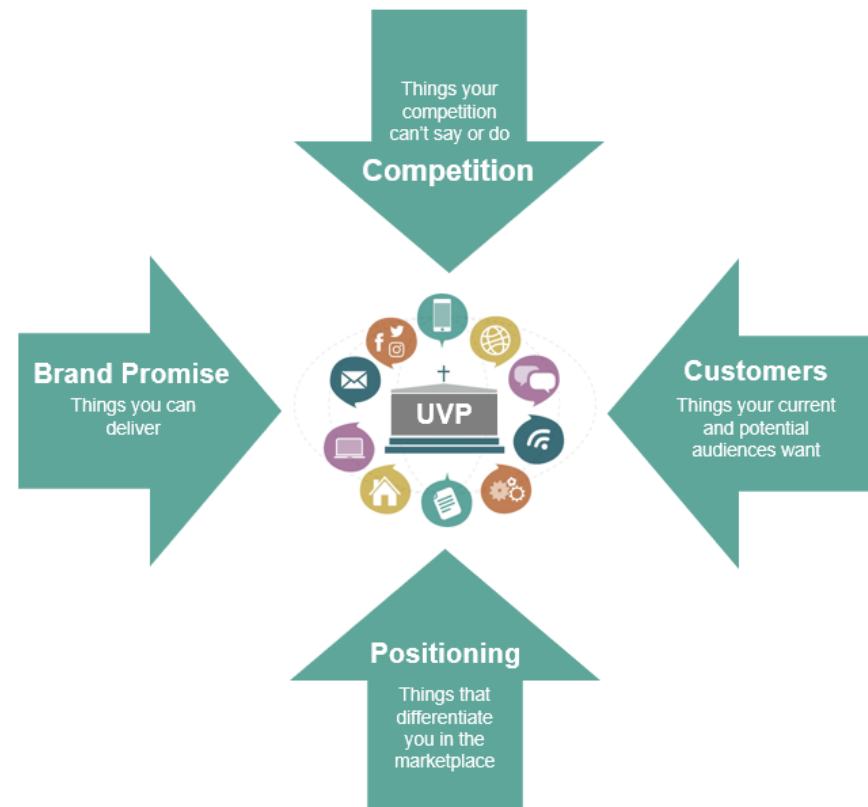 Things your
competition
can't say or do
Competition
Brand Promise
Things you can
deliver
UVP
Customers
Things your current
and potential
audiences want
Positioning
Things that
differentiate
you in the
marketplace